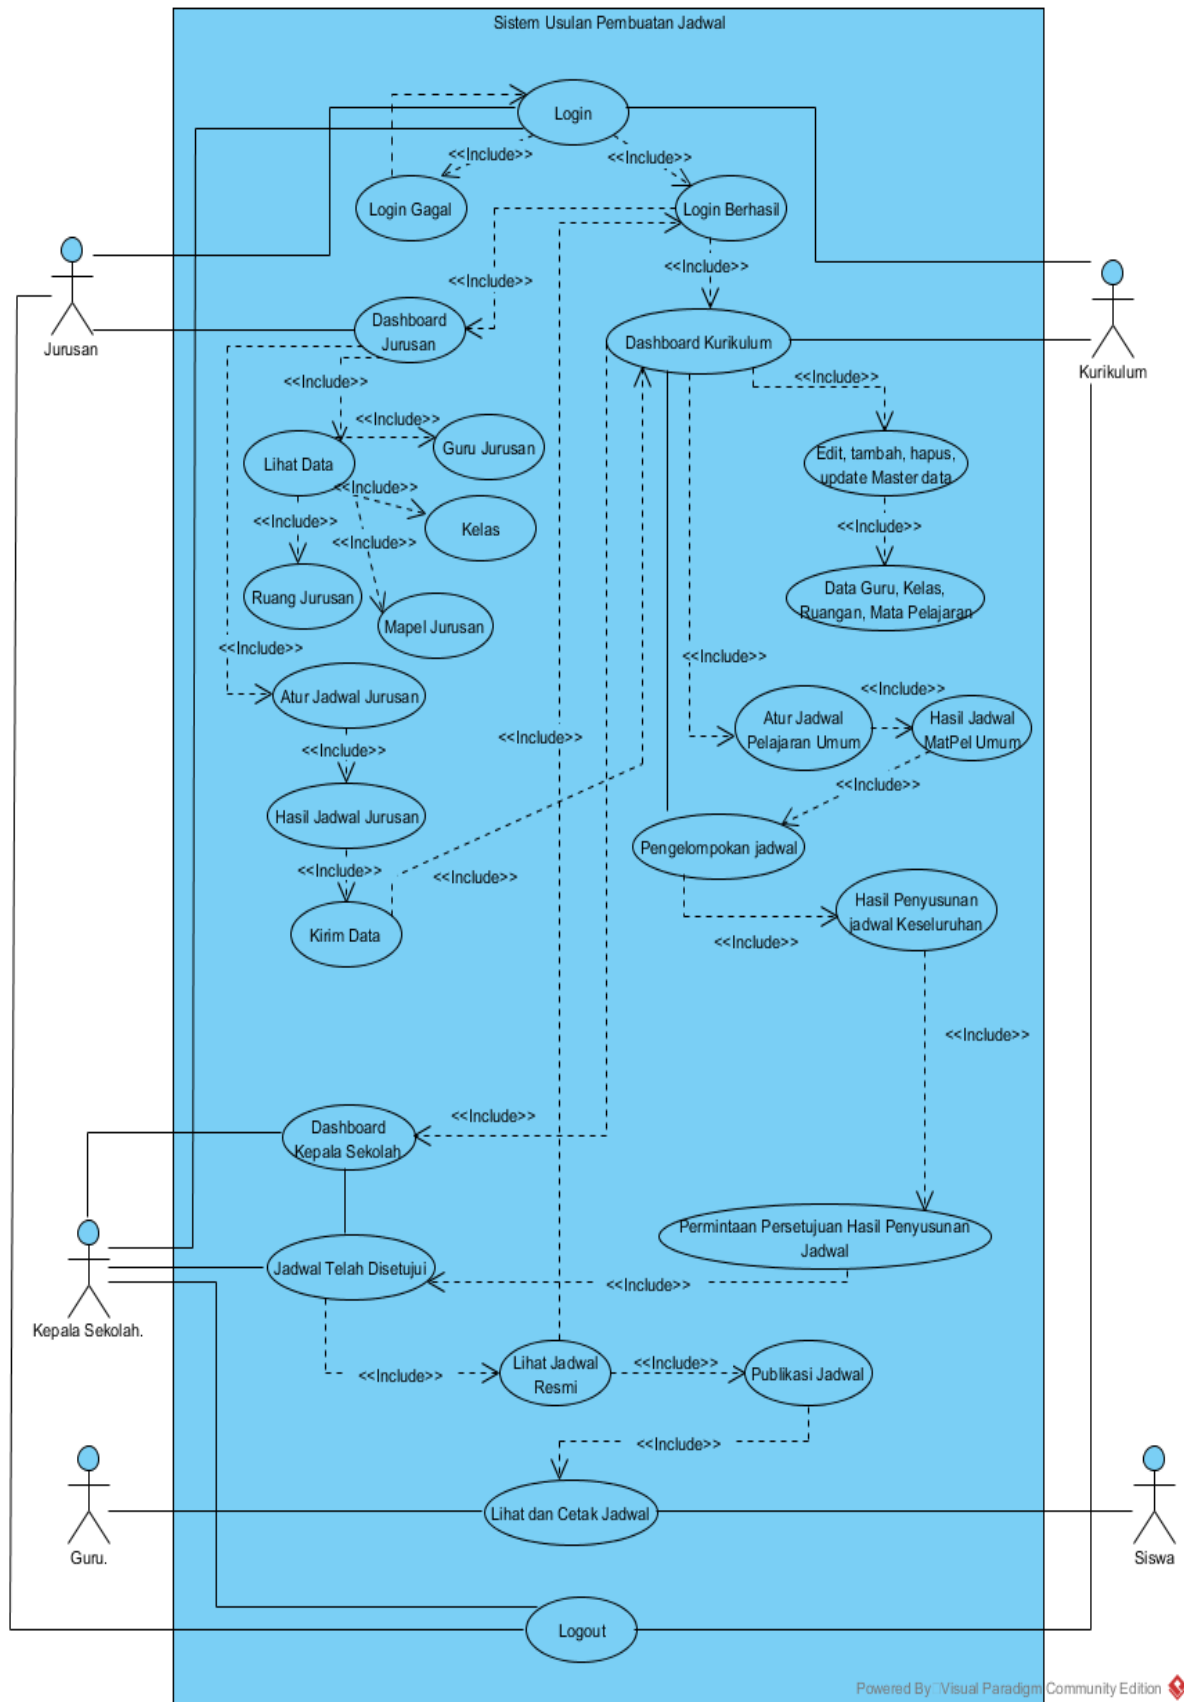 Sistem Usulan Pembuatan Jadwal
Login
<<Include>>
<<Include>>
Login Gagal
Login Berhasil
<<Include>>
<<Include>>
Jurusan
Dashboard
Jurusan
Dashboard Kurikulum
Kurikulum
<<Include>>
<<Include>>
<<Include>>
Guru Jurusan
Lihat Data
Edit, tambah, hapus,
update Master data
<<Include>>
<<Include>>
Kelas
<<Include>>
<<Include>>
Ruang Jurusan
Mapel Jurusan
Data Guru, Kelas,
Ruangan, Mata Pelajaran
<<Include>>
<<Include>>
Atur Jadwal Jurusan
<<Include>>
Atur Jadwal
Pelajaran Umum
Hasil Jadwal
MatPel Umum
<<Include>>
<<Include>>
<<Include>>
Hasil Jadwal Jurusan
Pengelompokan jadwal
<<Include>>
<<Include>>
Hasil Penyusunan
jadwal Keseluruhan
Kirim Data
<<Include>>
<<Include>>
<<Include>>
Dashboard
Kepala Sekolah
Permintaan Persetujuan Hasil Penyusunan
Jadwal
Jadwal Telah Disetujui
<<Include>>
Kepala Sekolah.
<<Include>>
Lihat Jadwal
Resmi
<<Include>>
Publikasi Jadwal
<<Include>>
Lihat dan Cetak Jadwal
Guru.
Siswa
Logout
Powered By Visual Paradigm Community Edition